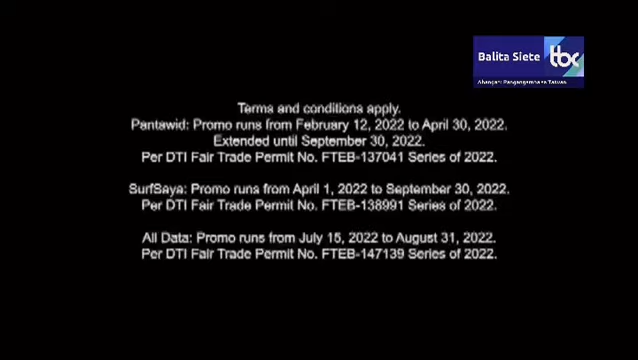 Balita Siete
tbc
Terms and conditions apply.
Pantawid: Promo runs from February 12, 2022 to April 30, 2022.
Extended until September 30, 2022.
Per DTI Fair Trade Permit No. FTEB-137041 Series of 2022.
SurfSaya: Promo runs from April 1, 2022 to September 30, 2022.
Per DTI Fair Trade Permit No. FTEB-138991 Series of 2022.
All Data: Promo runs from July 15, 2022 to August 31, 2022.
Per DTI Fair Trade Permit No. FTEB-147139 Series of 2022.